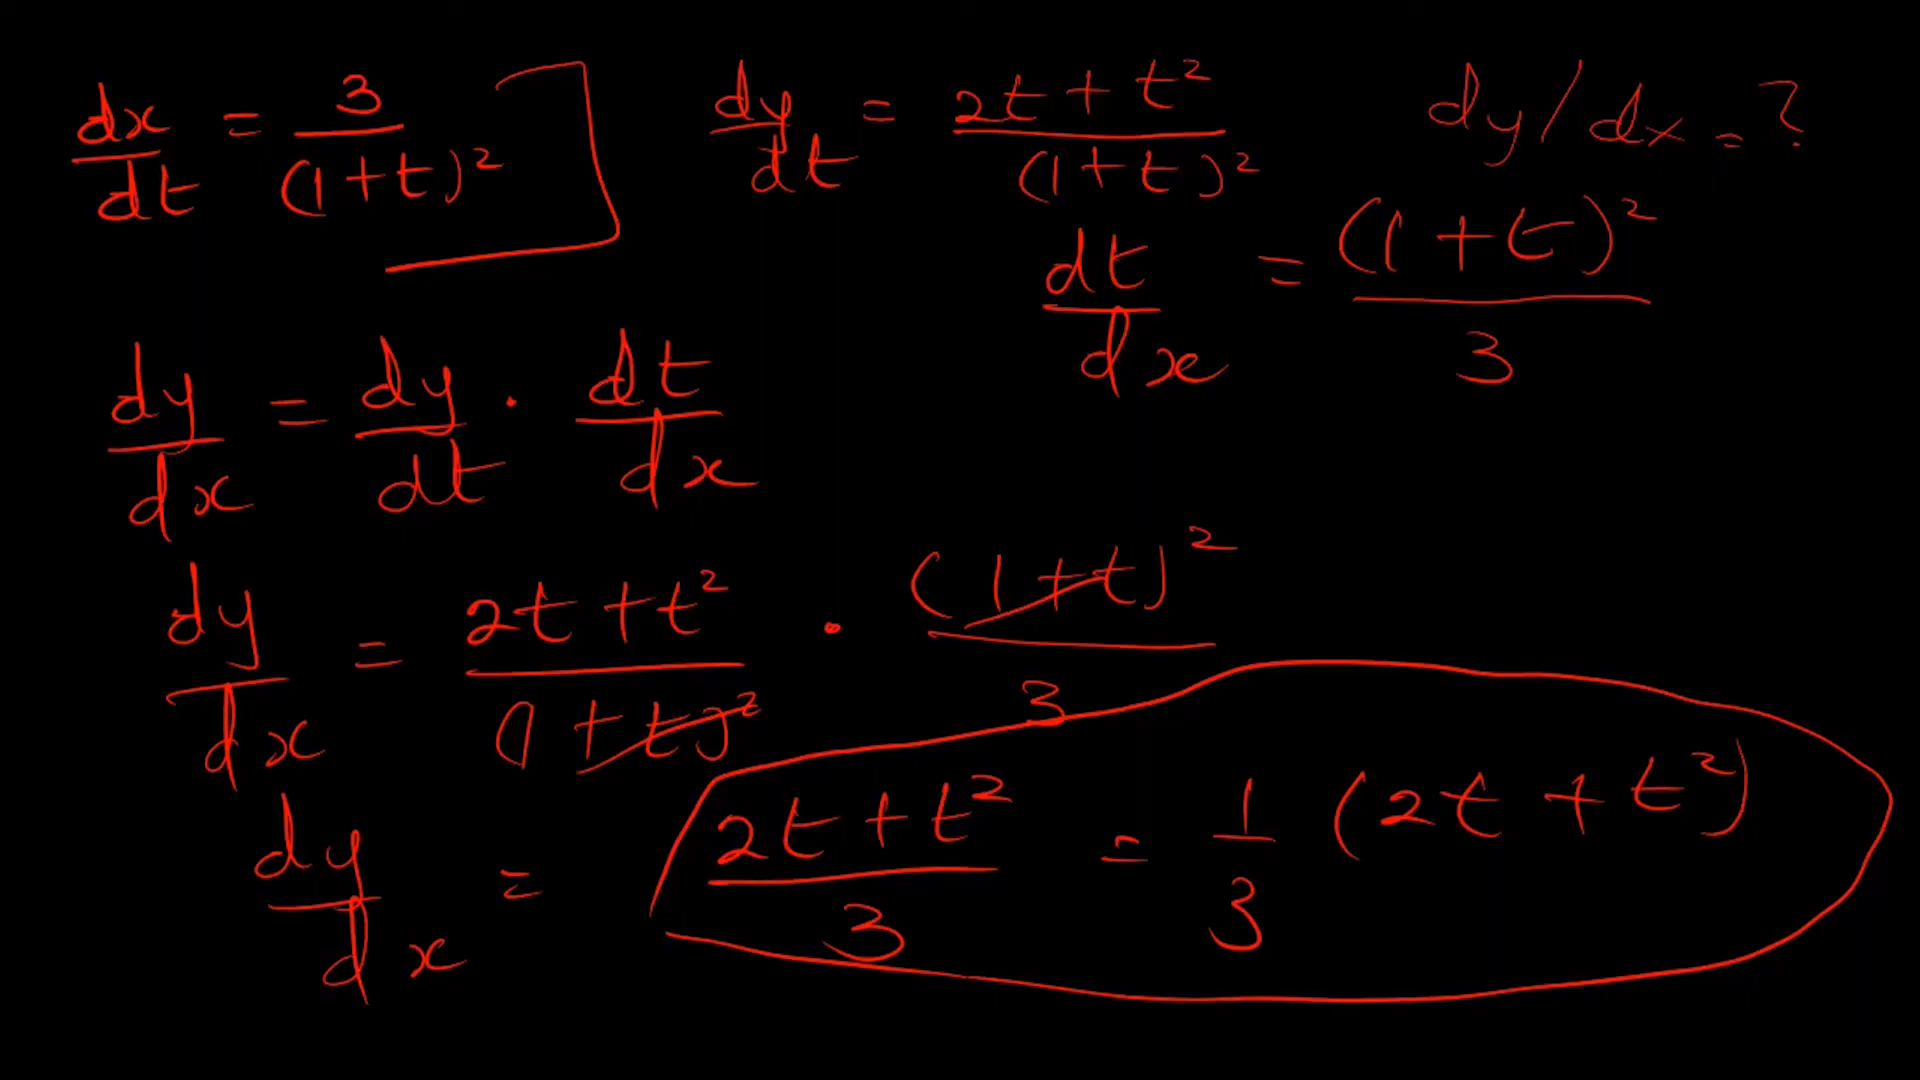 dx/dt = 3/(1+t)² dy/dt = (2t + t²)/(1+t)² dy/dx = ?
dt/dx = (1+t)²/3
dy/dx = dy/dt · dt/dx
dy/dx = (2t + t²)/(1+t)² · (1+t)²/3
dy/dx = (2t + t²)/3 = 1/3 (2t + t²)